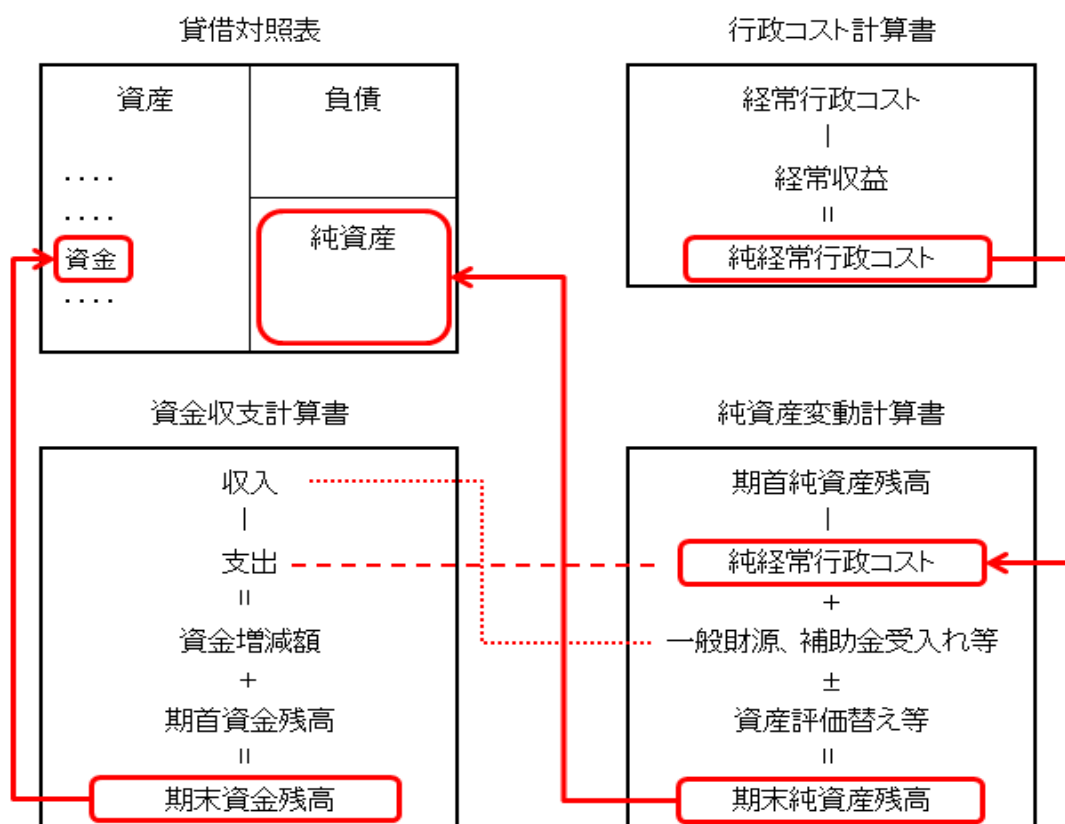 貸借対照表
資産
負債
‥‥
‥‥
資金
‥‥
純資産
行政コスト計算書
経常行政コスト
｜
経常収益
＝
純経常行政コスト
資金収支計算書
収入
｜
支出
＝
資金増減額
＋
期首資金残高
＝
期末資金残高
純資産変動計算書
期首純資産残高
｜
純経常行政コスト
＋
一般財源、補助金受入れ等
±
資産評価替え等
＝
期末純資産残高